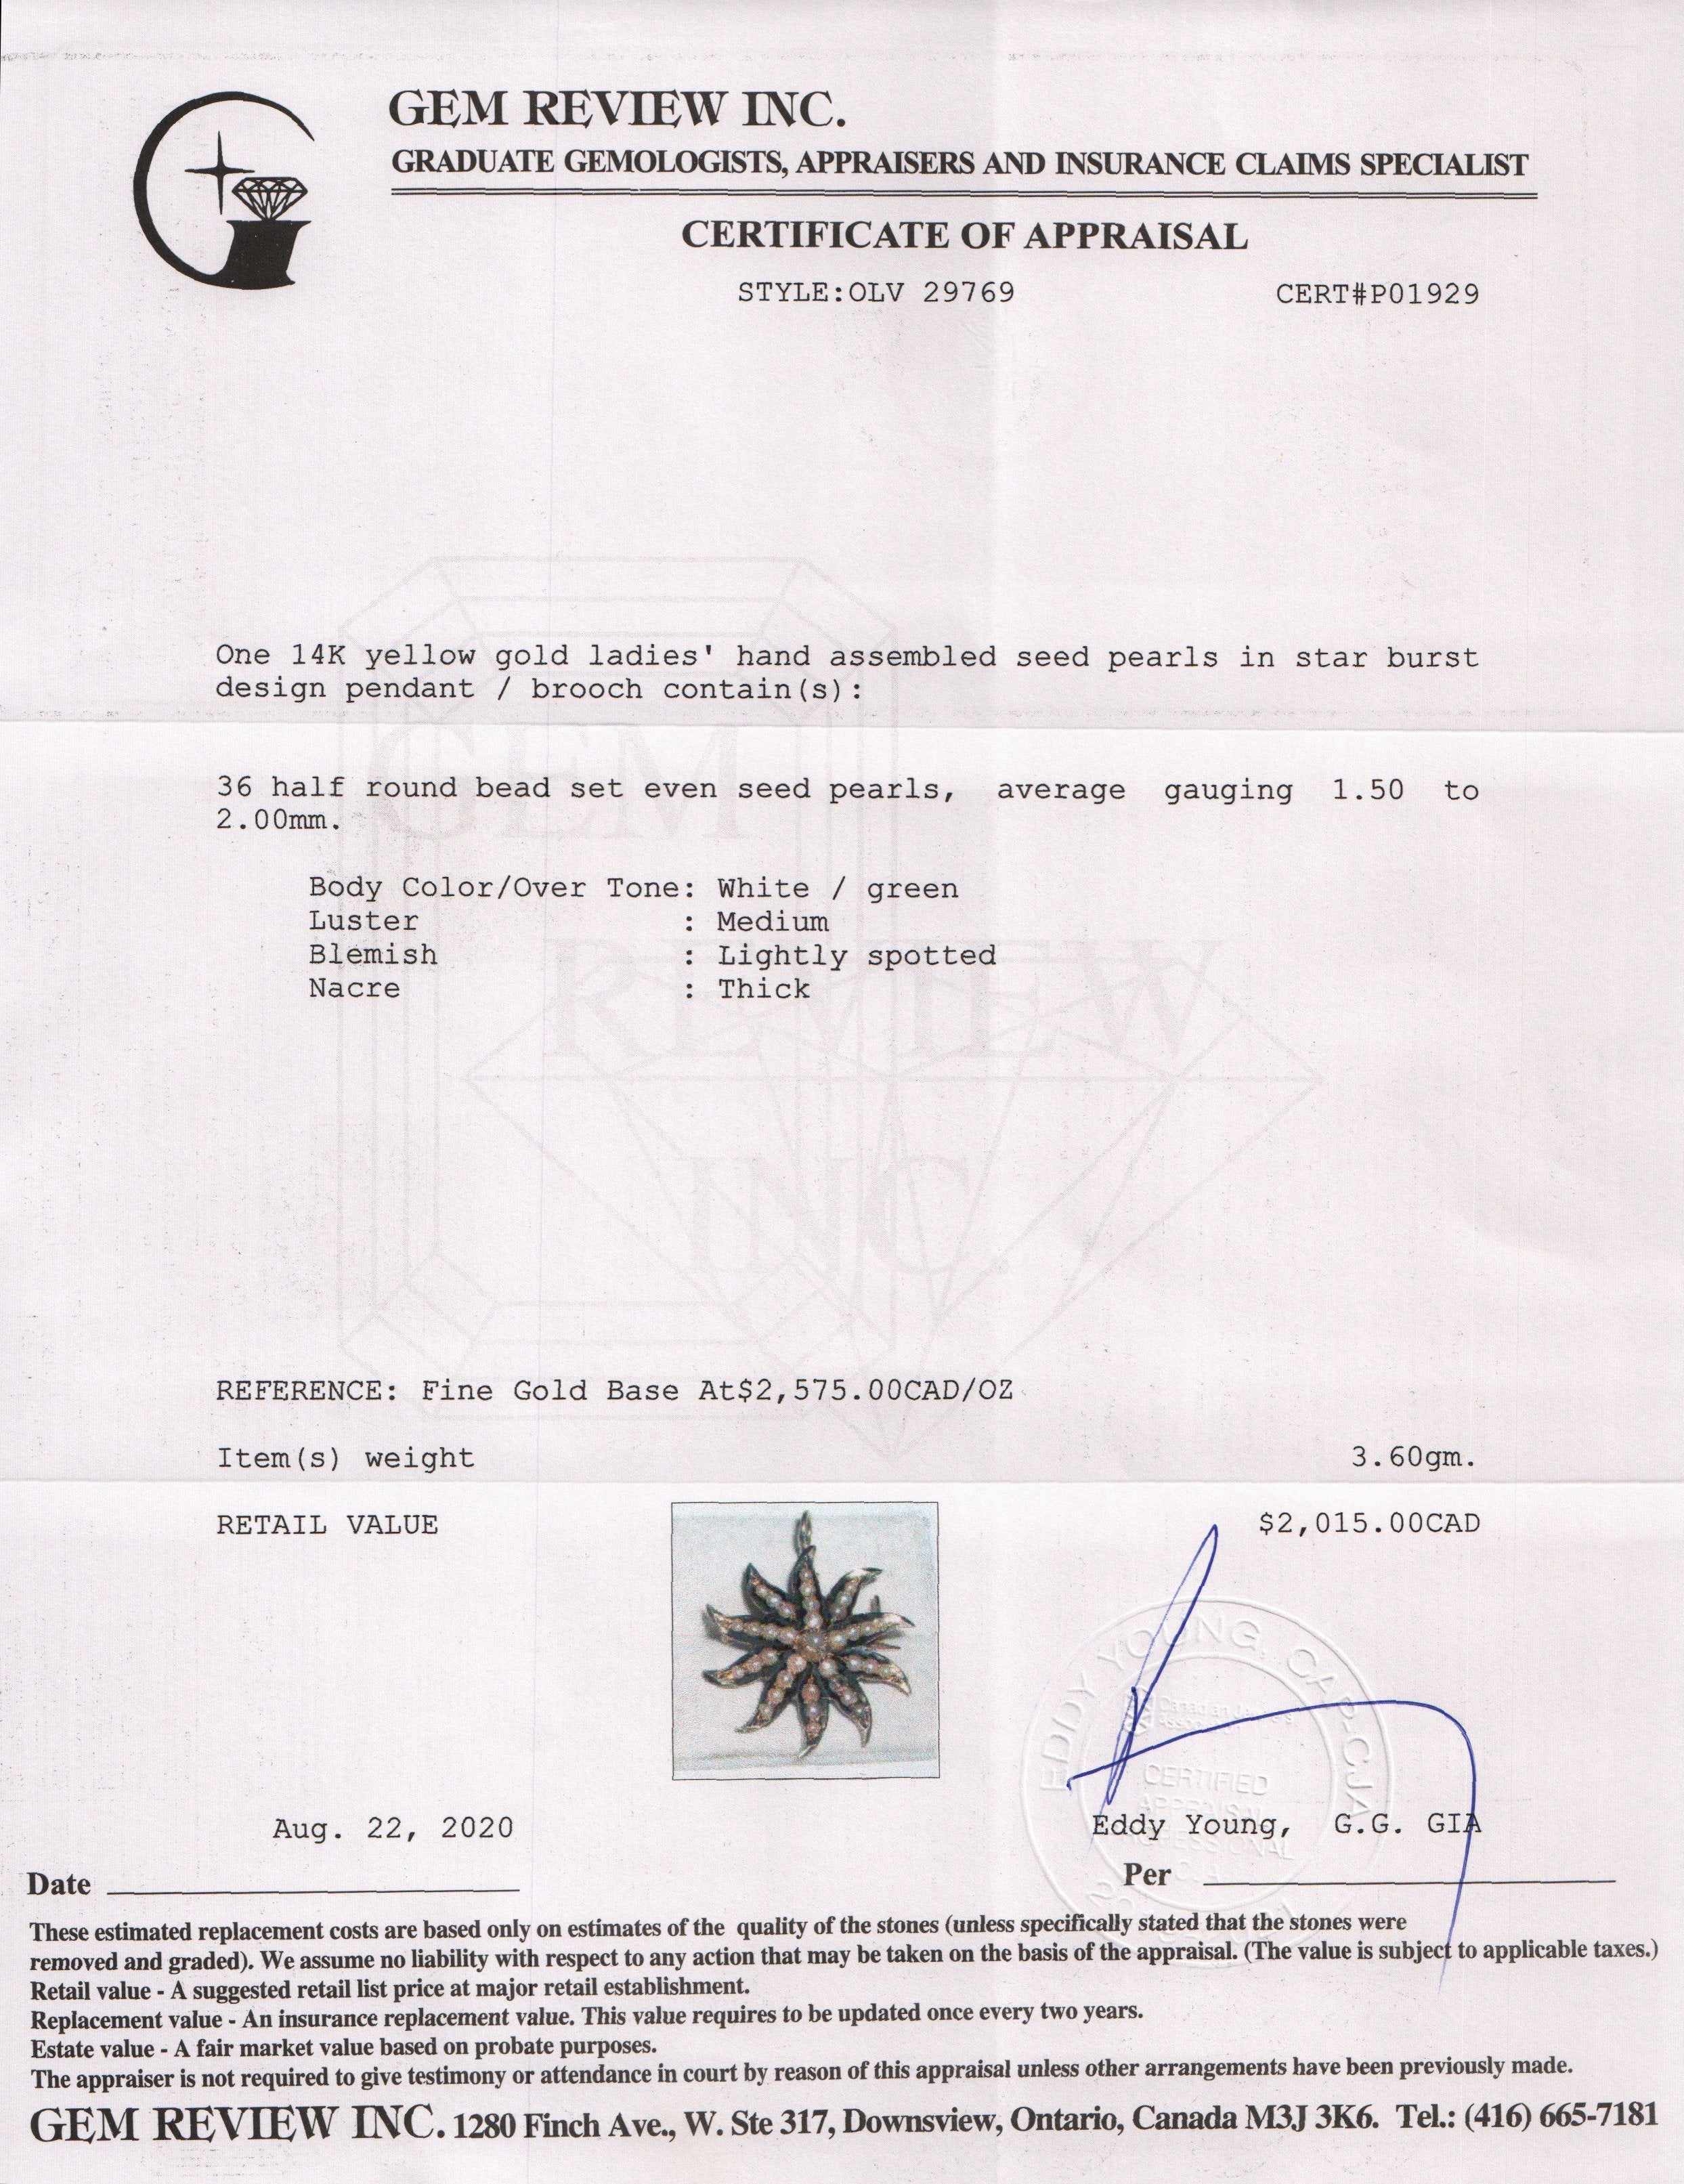 GEM REVIEW INC.
GRADUATE GEMOLOGISTS, APPRAISERS AND INSURANCE CLAIMS SPECIALIST
CERTIFICATE OF APPRAISAL
STYLE:OLV 29769 CERT#P01929
One 14K yellow gold ladies' hand assembled seed pearls in star burst
design pendant / brooch contain(s):
GEM
36 half round bead set even seed pearls, average gauging 1.50 to
2.00mm.
Body Color/Over Tone: White / green
Luster : Medium
Blemish : Lightly spotted
Nacre : Thick
REVIEW
INC
REFERENCE: Fine Gold Base At$2,575.00CAD/OZ
Item(s) weight 3.60gm.
RETAIL VALUE $2,015.00CAD
EDDY YOUNG, CAP-CJA
CERTIFIED
Aug. 22, 2020 Eddy Young, G.G. GIA
Date Per
These estimated replacement costs are based only on estimates of the quality of the stones (unless specifically stated that the stones were
removed and graded). We assume no liability with respect to any action that may be taken on the basis of the appraisal. (The value is subject to applicable taxes.)
Retail value - A suggested retail list price at major retail establishment.
Replacement value - An insurance replacement value. This value requires to be updated once every two years.
Estate value - A fair market value based on probate purposes.
The appraiser is not required to give testimony or attendance in court by reason of this appraisal unless other arrangements have been previously made.
GEM REVIEW INC. 1280 Finch Ave., W. Ste 317, Downsview, Ontario, Canada M3J 3K6. Tel.: (416) 665-7181